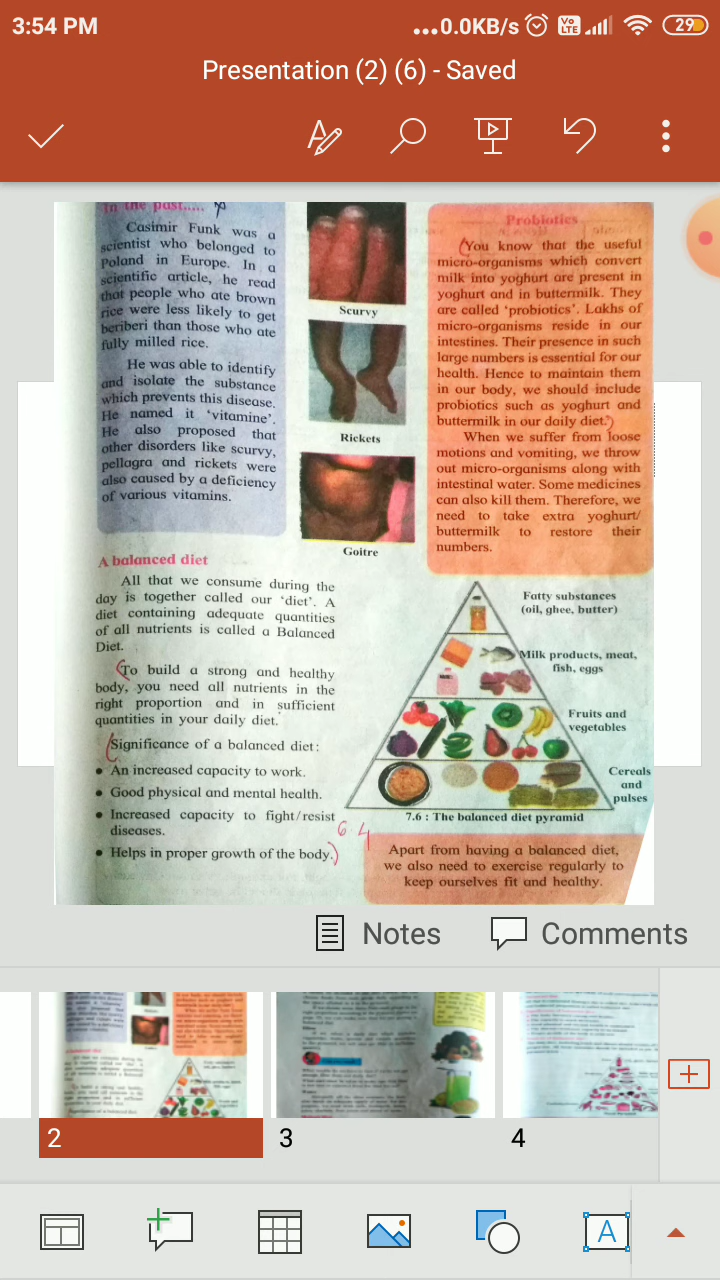 3:54 PM
...0.0KB/s
Vo
LTE
29
Presentation (2) (6) - Saved
In the past.....
Casimir Funk was a
scientist who belonged to
Poland in Europe. In a
scientific article, he read
that people who ate brown
rice were less likely to get
beriberi than those who ate
fully milled rice.
He was able to identify
and isolate the substance
which prevents this disease.
He named it ‘vitamine’.
He also proposed that
other disorders like scurvy,
pellagra and rickets were
also caused by a deficiency
of various vitamins.
Scurvy
Rickets
Goitre
Probiotics
(You know that the useful
micro-organisms which convert
milk into yoghurt are present in
yoghurt and in buttermilk. They
are called ‘probiotics’. Lakhs of
micro-organisms reside in our
intestines. Their presence in such
large numbers is essential for our
health. Hence to maintain them
in our body, we should include
probiotics such as yoghurt and
buttermilk in our daily diet.)
When we suffer from loose
motions and vomiting, we throw
out micro-organisms along with
intestinal water. Some medicines
can also kill them. Therefore, we
need to take extra yoghurt/
buttermilk to restore their
numbers.
A balanced diet
All that we consume during the
day is together called our ‘diet’. A
diet containing adequate quantities
of all nutrients is called a Balanced
Diet.
(To build a strong and healthy
body, you need all nutrients in the
right proportion and in sufficient
quantities in your daily diet.
(Significance of a balanced diet:
• An increased capacity to work.
• Good physical and mental health.
• Increased capacity to fight/resist
diseases.
• Helps in proper growth of the body.)
6.4
Fatty substances
(oil, ghee, butter)
Milk products, meat,
fish, eggs
Fruits and
vegetables
Cereals
and
pulses
7.6 : The balanced diet pyramid
Apart from having a balanced diet,
we also need to exercise regularly to
keep ourselves fit and healthy.
Notes
Comments
2
3
4
A